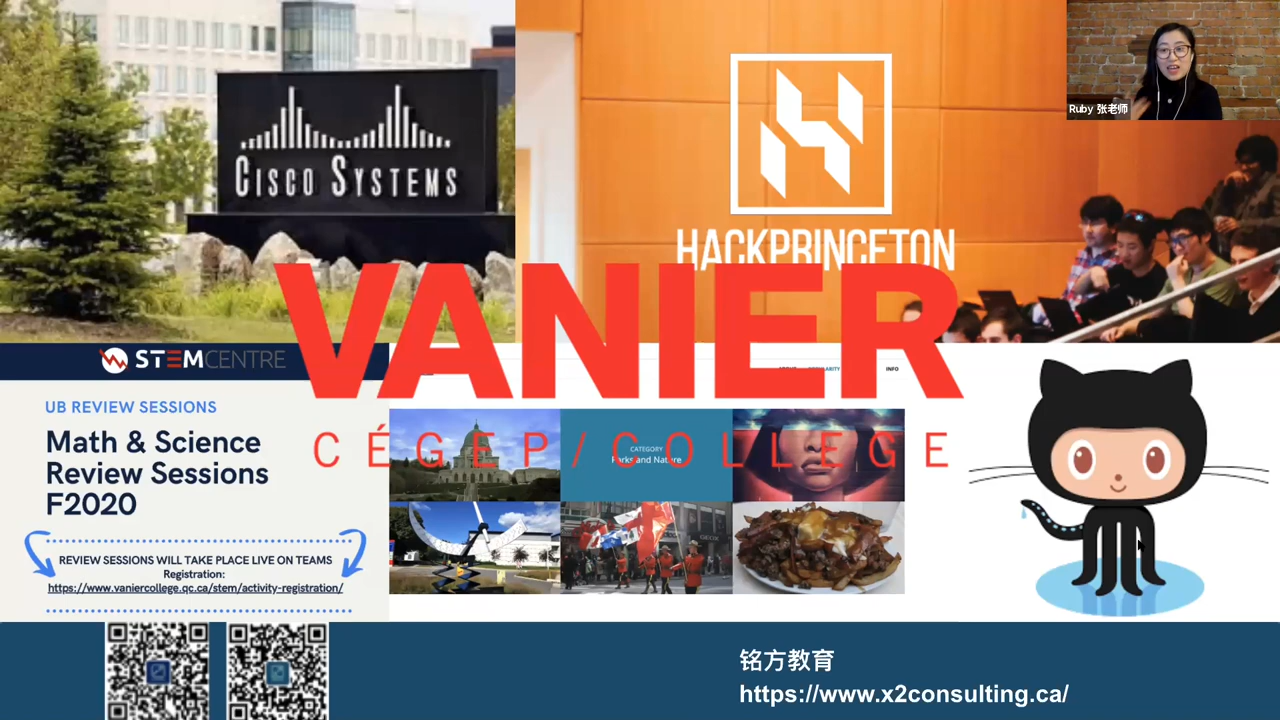 CISCO SYSTEMS
HACKPRINCETON
Ruby 张老师
VANIER
CÉGEP/COLLEGE
STEMCENTRE
UB REVIEW SESSIONS
Math & Science
Review Sessions
F2020
REVIEW SESSIONS WILL TAKE PLACE LIVE ON TEAMS
Registration:
https://www.vaniercollege.qc.ca/stem/activity-registration/
INFO
CATEGORY
Parks and Nature
GEOX
铭方教育
https://www.x2consulting.ca/